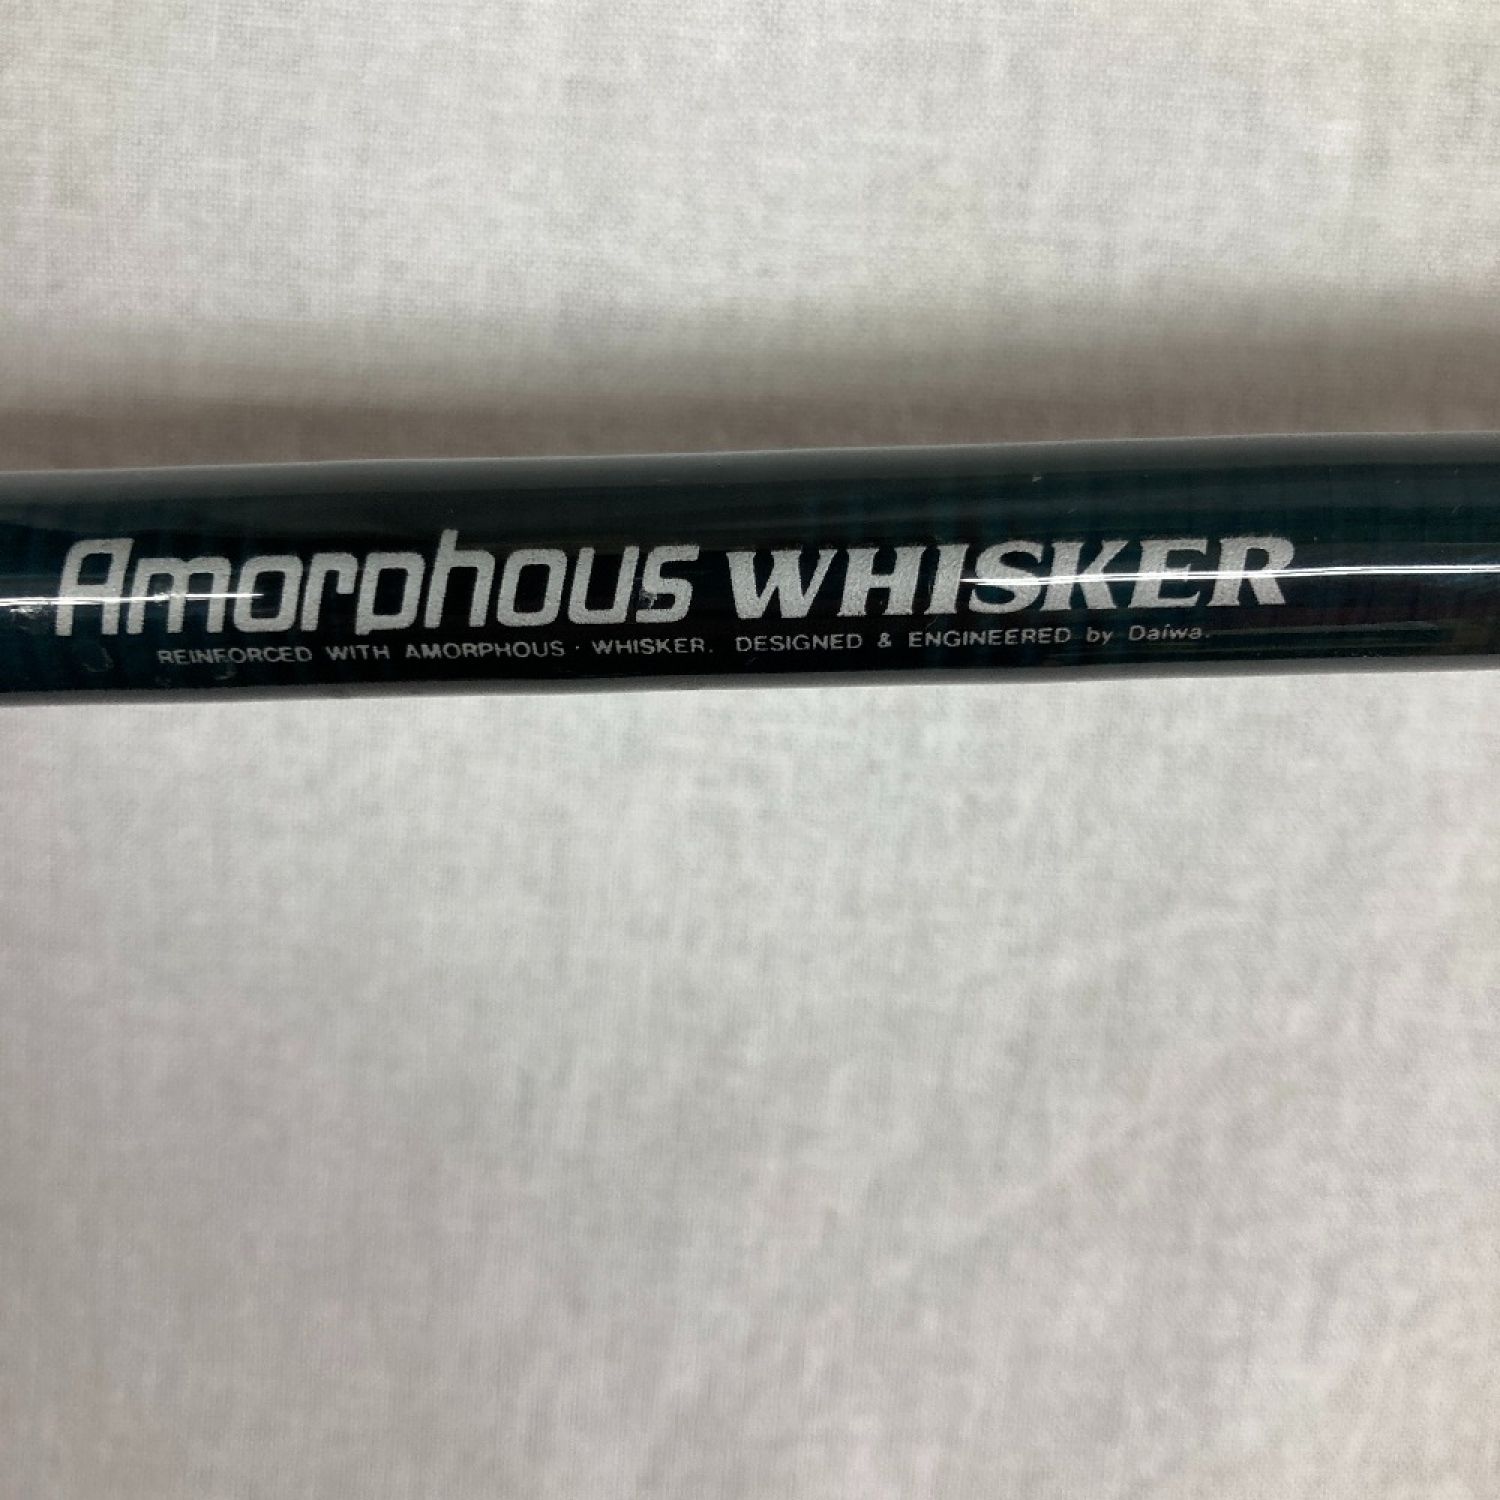 Amorphous WHISKER
REINFORCED WITH AMORPHOUS · WHISKER. DESIGNED & ENGINEERED by Daiwa.